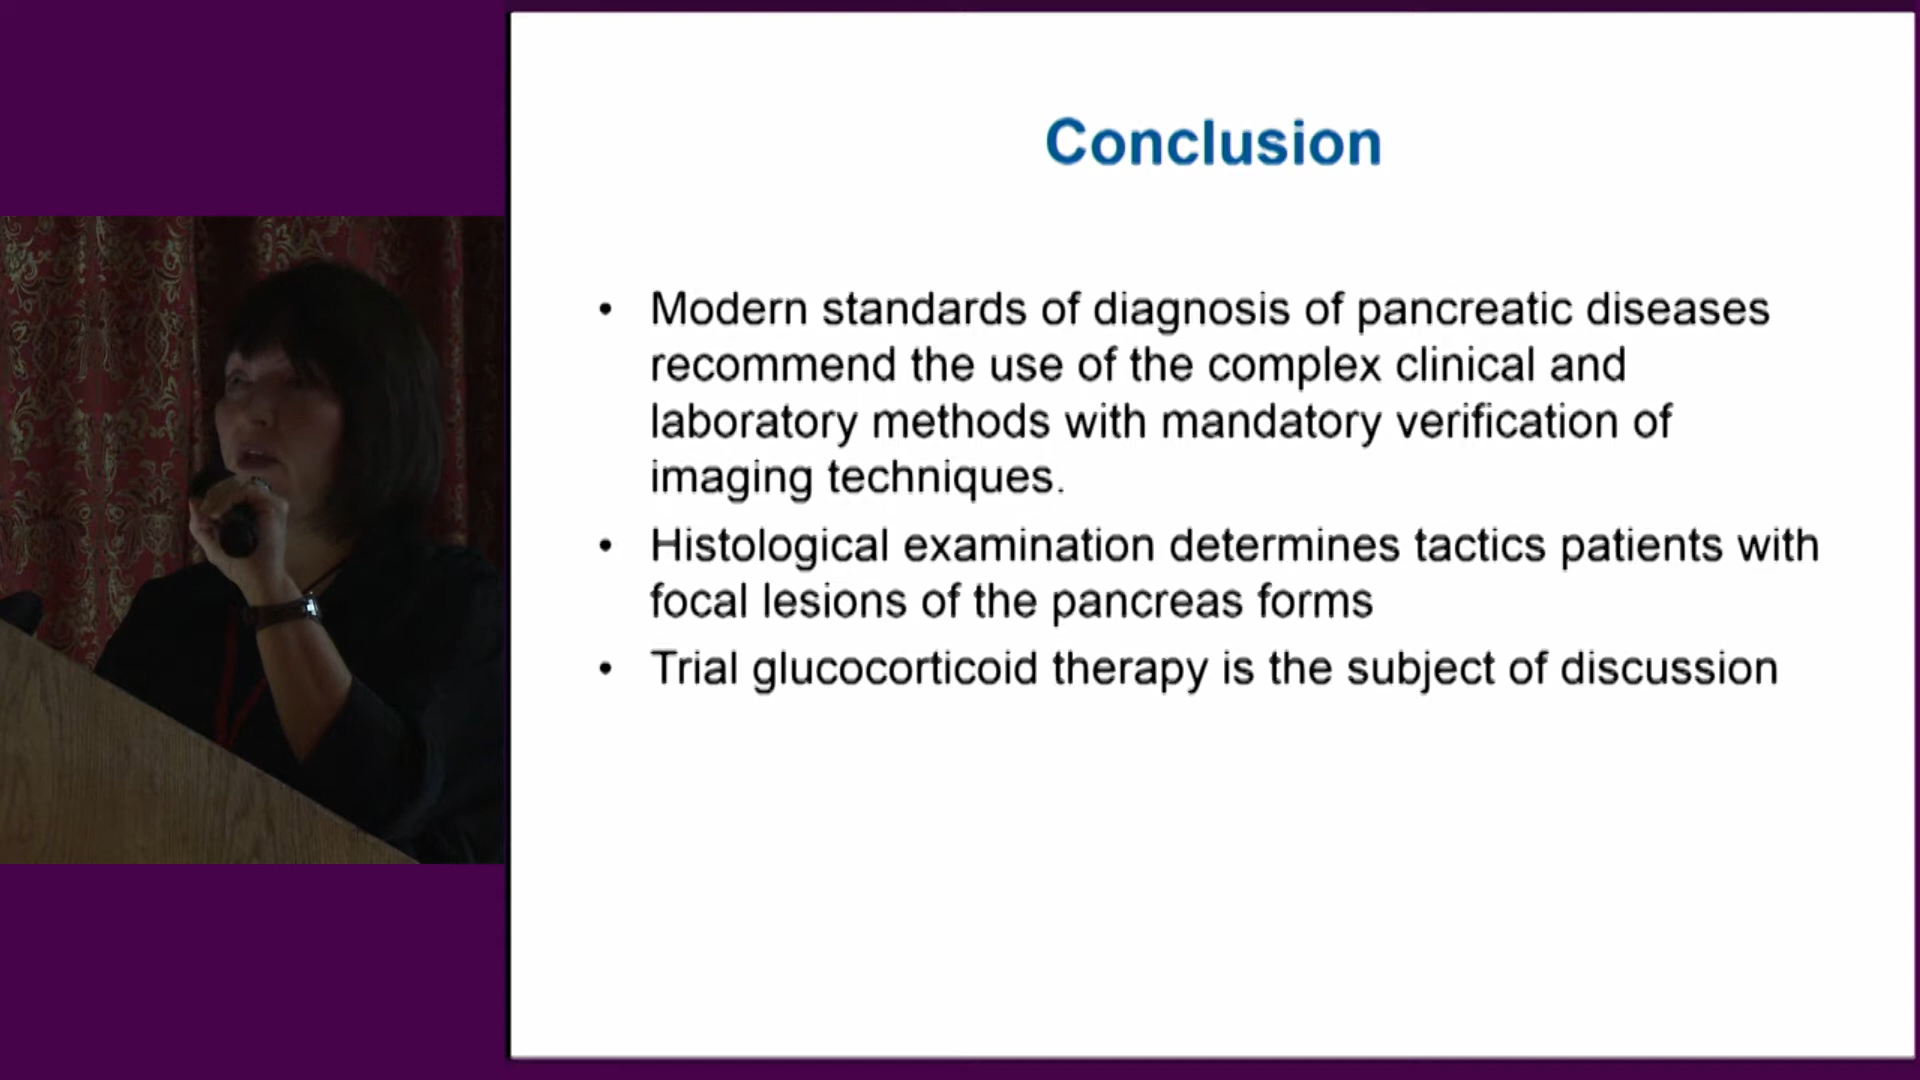 Conclusion
• Modern standards of diagnosis of pancreatic diseases
recommend the use of the complex clinical and
laboratory methods with mandatory verification of
imaging techniques.
• Histological examination determines tactics patients with
focal lesions of the pancreas forms
• Trial glucocorticoid therapy is the subject of discussion